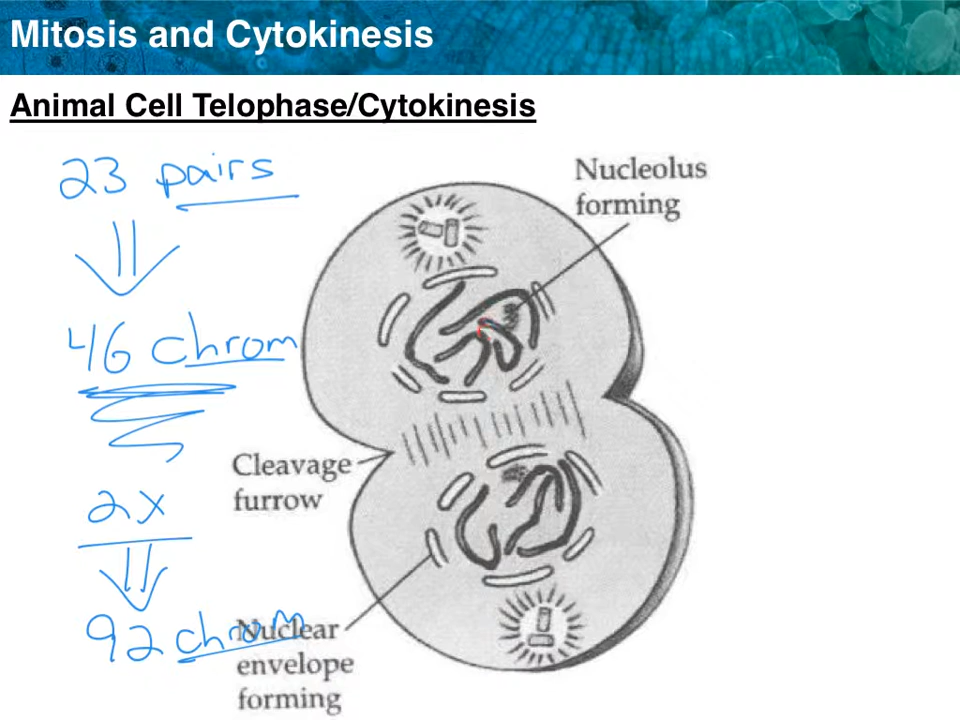 Mitosis and Cytokinesis
Animal Cell Telophase/Cytokinesis
23 pairs
46 chrom
2x
92 chrom
Nucleolus
forming
Cleavage
furrow
Nuclear
envelope
forming